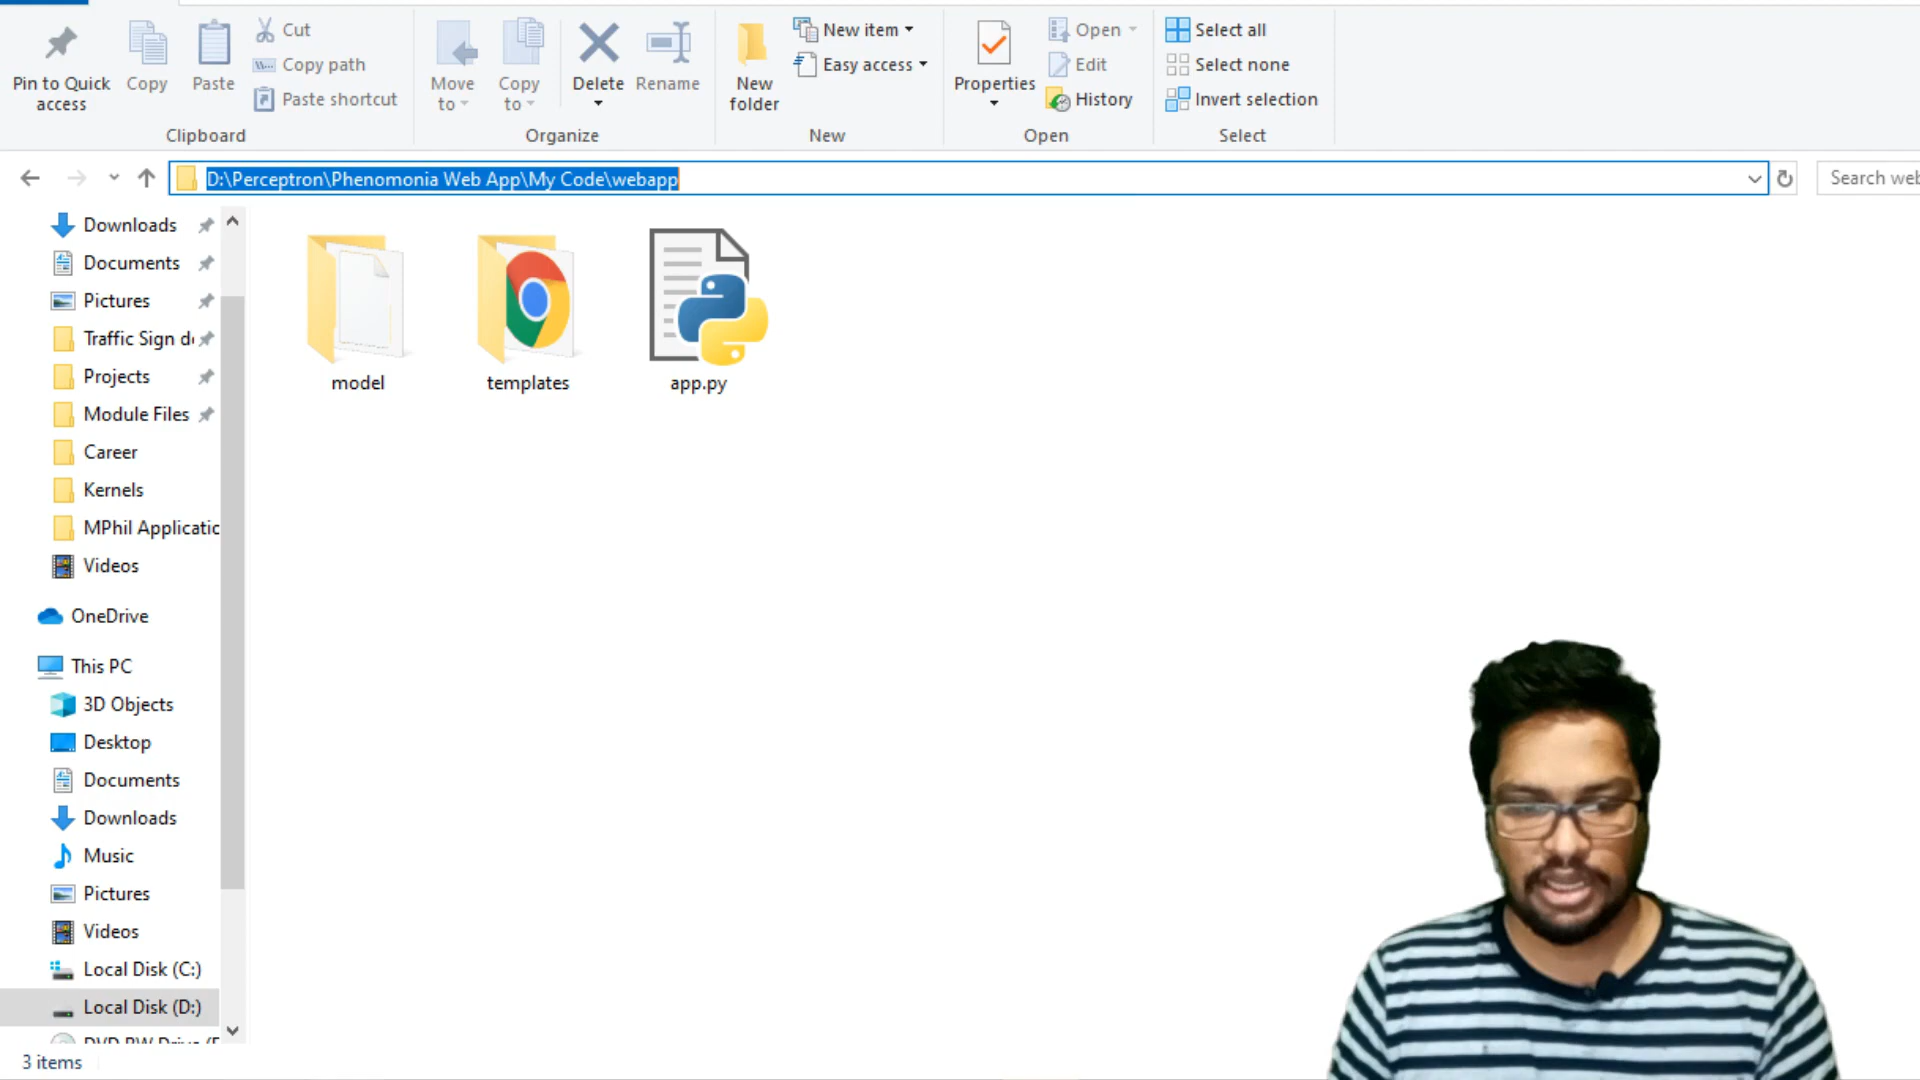 Pin to Quick access
Copy
Paste
Cut
Copy path
Paste shortcut
Clipboard
Move to
Copy to
Delete
Rename
Organize
New folder
New item
Easy access
New
Properties
Open
Edit
History
Open
Select all
Select none
Invert selection
Select
D:\Perceptron\Phenomonia Web App\My Code\webapp
Search web
Downloads
Documents
Pictures
Traffic Sign d
Projects
Module Files
Career
Kernels
MPhil Applicatic
Videos
OneDrive
This PC
3D Objects
Desktop
Documents
Downloads
Music
Pictures
Videos
Local Disk (C:)
Local Disk (D:)
DVD RW Drive (
model
templates
app.py
3 items